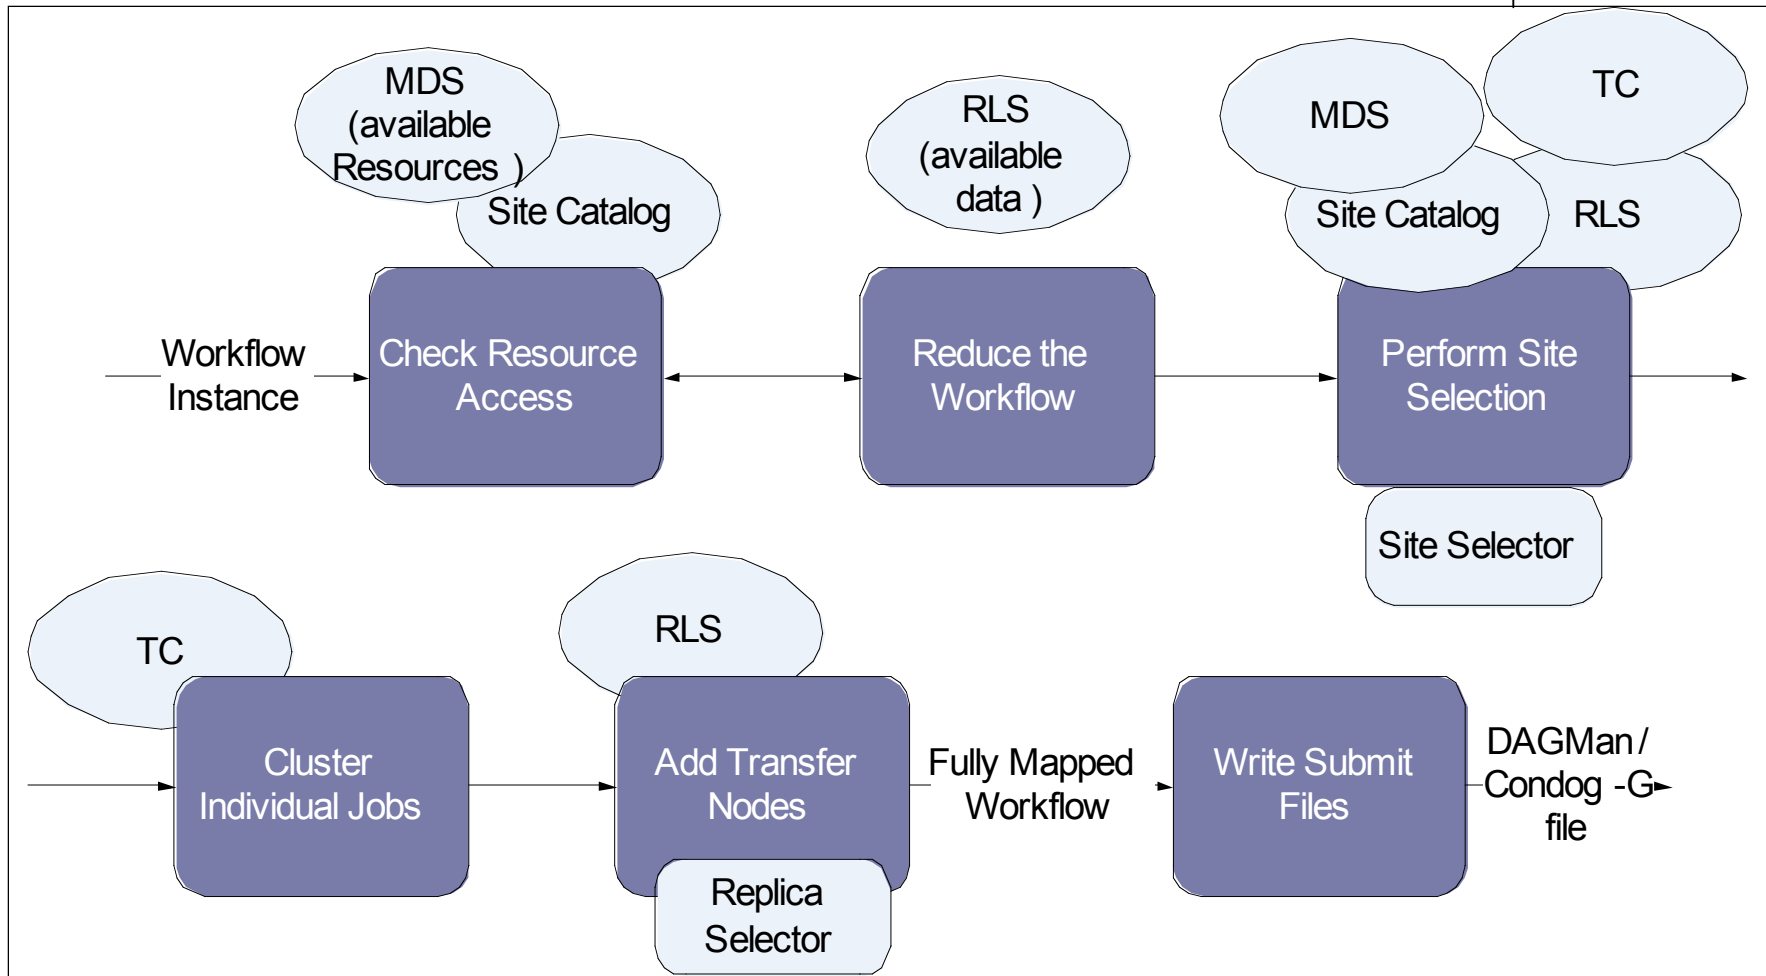 MDS
(available
Resources )
Site Catalog
RLS
(available
data )
MDS
TC
Site Catalog
RLS
Workflow
Instance
Check Resource
Access
Reduce the
Workflow
Perform Site
Selection
Site Selector
TC
RLS
Cluster
Individual Jobs
Add Transfer
Nodes
Replica
Selector
Fully Mapped
Workflow
Write Submit
Files
DAGMan /
Condog -G
file